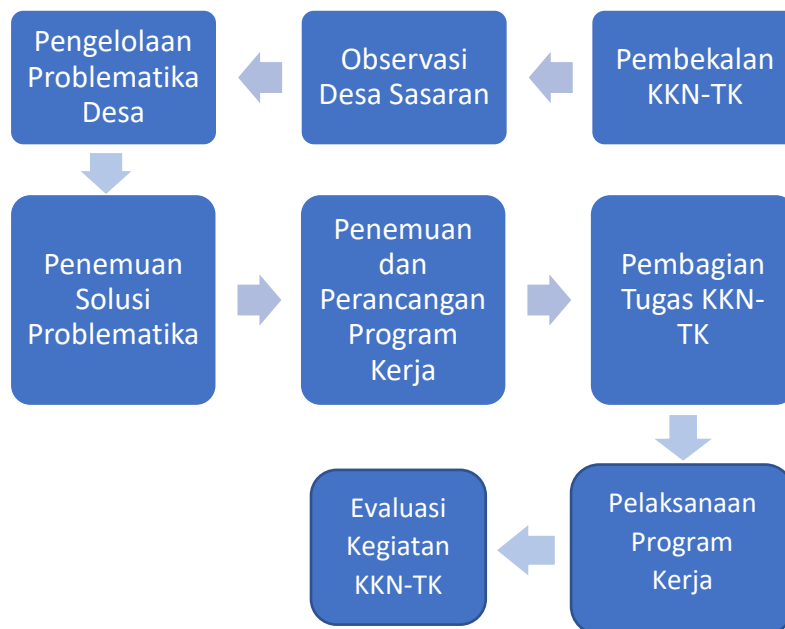 Pengelolaan
Problematika
Desa
Observasi
Desa Sasaran
Pembekalan
KKN-TK
Penemuan
Solusi
Problematika
Penemuan
dan
Perancangan
Program
Kerja
Pembagian
Tugas KKN-
TK
Evaluasi
Kegiatan
KKN-TK
Pelaksanaan
Program
Kerja